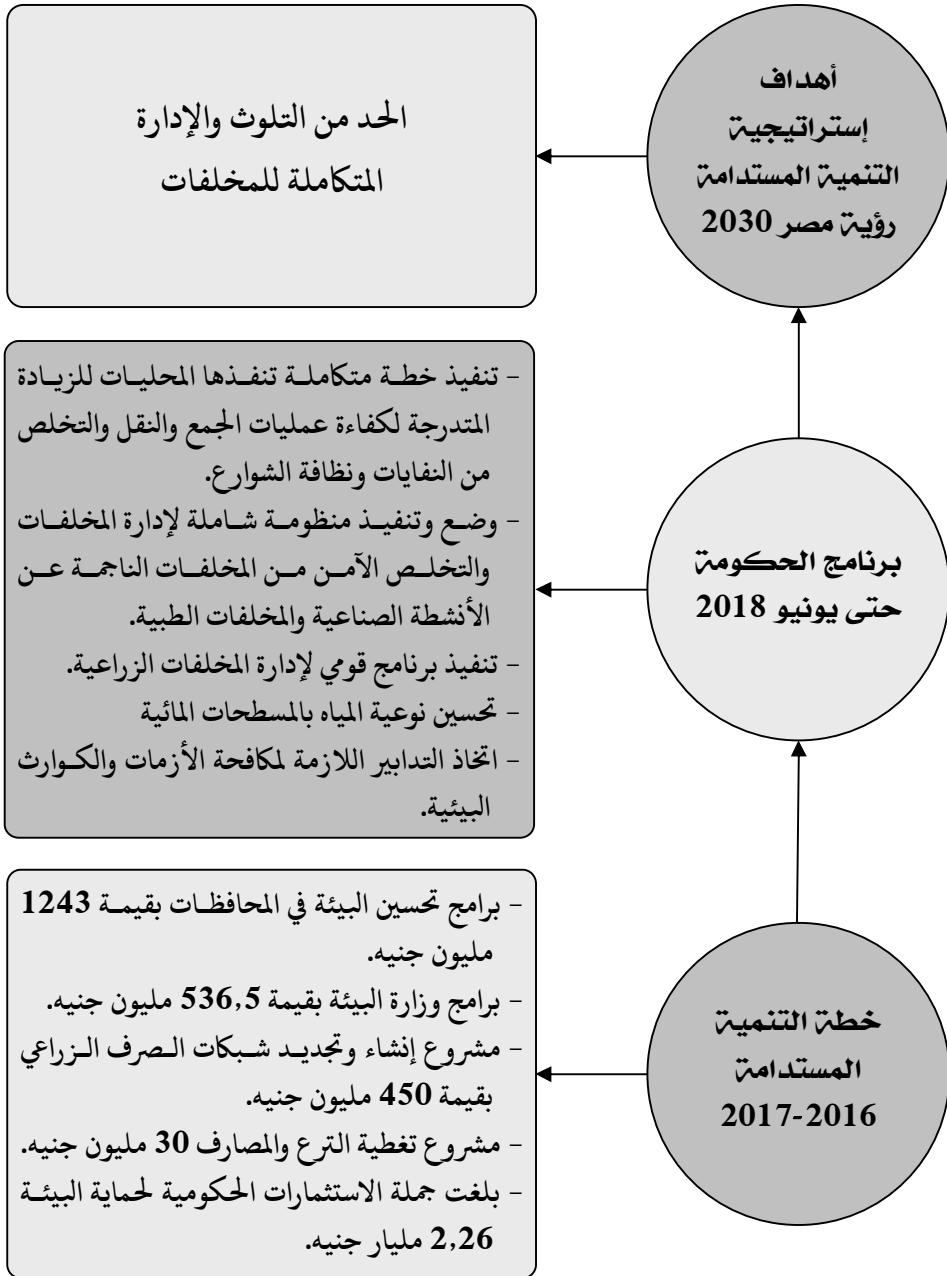 أهداف
إستراتيجية
التنمية المستدامة
رؤية مصر 2030
الحد من التلوث والإدارة
المتكاملة للمخلفات
برنامج الحكومة
حتى يونيو 2018
- تنفيذ خطة متكاملة تنفذها المحليات للزيادة
المتدرجة لكفاءة عمليات الجمع والنقل والتخلص
من النفايات ونظافة الشوارع.
- وضع وتنفيذ منظومة شاملة لإدارة المخلفات
والتخلص الآمن من المخلفات الناجمة عن
الأنشطة الصناعية والمخلفات الطبية.
- تنفيذ برنامج قومي لإدارة المخلفات الزراعية.
- تحسين نوعية المياه بالمسطحات المائية
- اتخاذ التدابير اللازمة لمكافحة الأزمات والكوارث
البيئية.
خطة التنمية
المستدامة
2016-2017
- برامج تحسين البيئة في المحافظات بقيمة 1243
مليون جنيه.
- برامج وزارة البيئة بقيمة 536,5 مليون جنيه.
- مشروع إنشاء وتجديد شبكات الصرف الزراعي
بقيمة 450 مليون جنيه.
- مشروع تغطية الترع والمصارف 30 مليون جنيه.
- بلغت جملة الاستثمارات الحكومية لحماية البيئة
2,26 مليار جنيه.